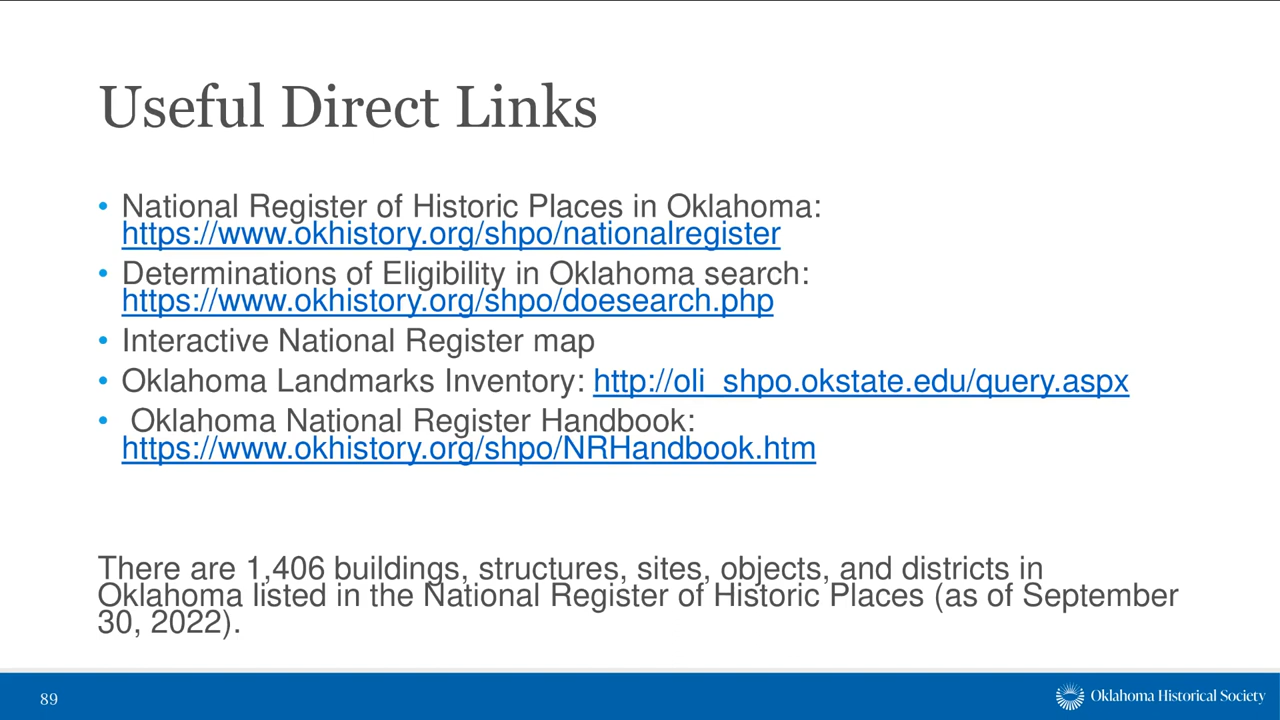 Useful Direct Links
• National Register of Historic Places in Oklahoma:
https://www.okhistory.org/shpo/nationalregister
• Determinations of Eligibility in Oklahoma search:
https://www.okhistory.org/shpo/doesearch.php
• Interactive National Register map
• Oklahoma Landmarks Inventory: http://oli_shpo.okstate.edu/query.aspx
• Oklahoma National Register Handbook:
https://www.okhistory.org/shpo/NRHandbook.htm
There are 1,406 buildings, structures, sites, objects, and districts in
Oklahoma listed in the National Register of Historic Places (as of September
30, 2022).
89
Oklahoma Historical Society